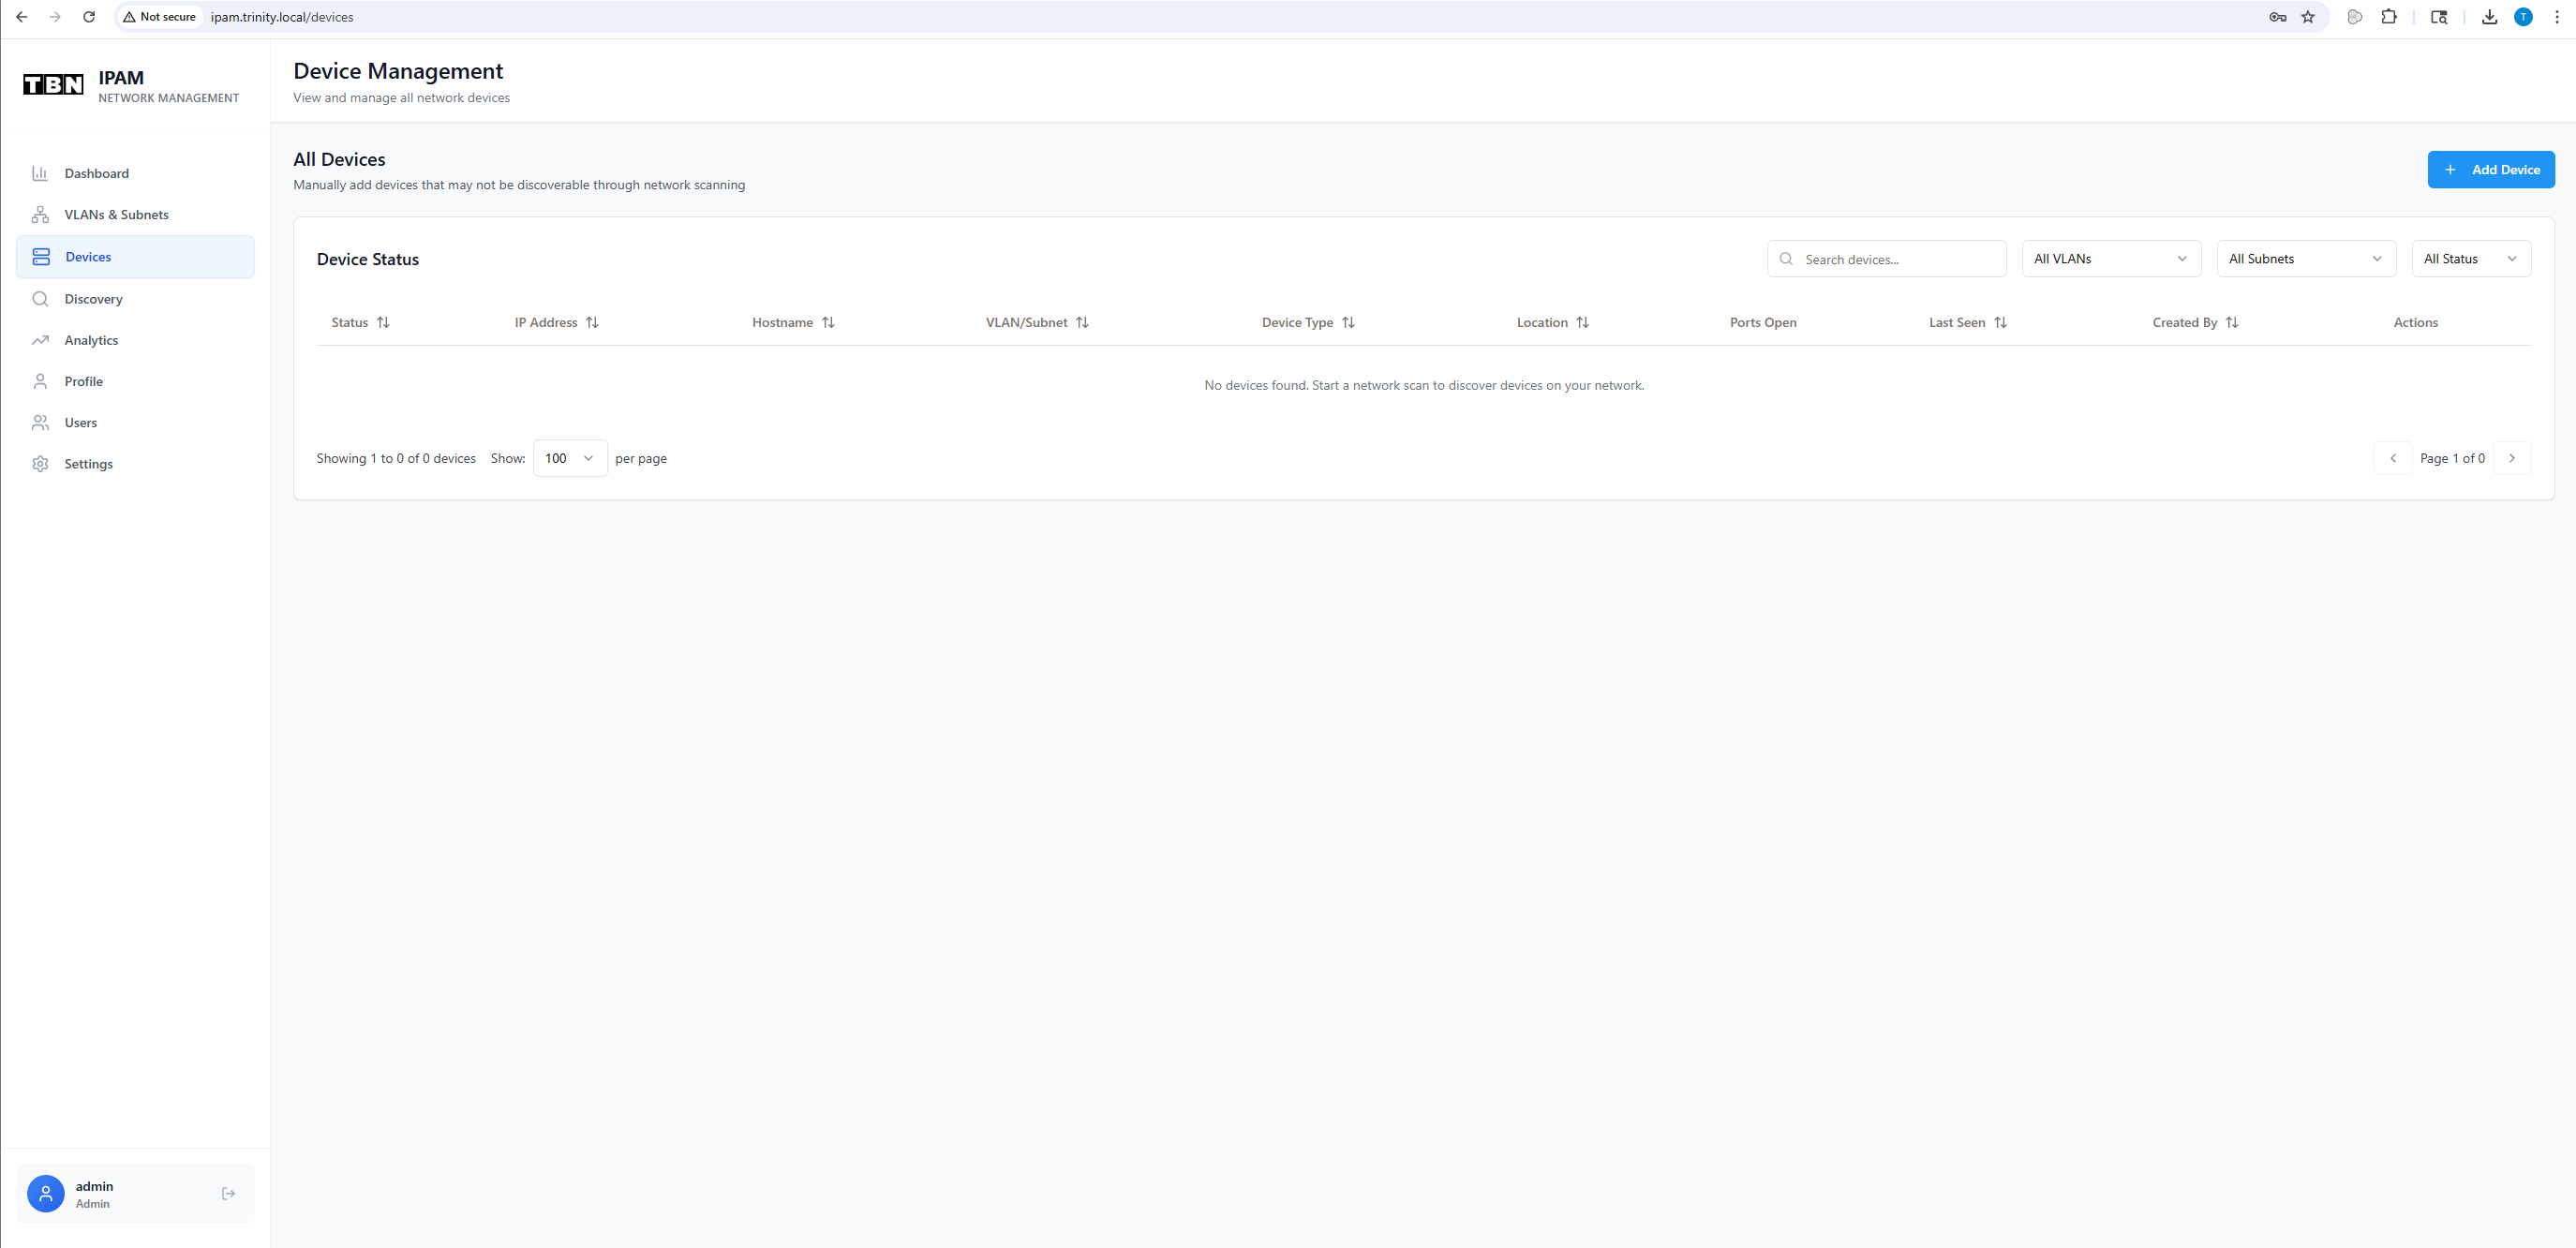 Not secure
ipam.trinity.local/devices
T
TBN
IPAM
NETWORK MANAGEMENT
Dashboard
VLANs & Subnets
Devices
Discovery
Analytics
Profile
Users
Settings
admin
Admin
Device Management
View and manage all network devices
All Devices
Manually add devices that may not be discoverable through network scanning
Add Device
Device Status
Search devices...
All VLANs
All Subnets
All Status
Status IP Address Hostname VLAN/Subnet Device Type Location Ports Open Last Seen Created By Actions
No devices found. Start a network scan to discover devices on your network.
Showing 1 to 0 of 0 devices Show: 100 per page
Page 1 of 0